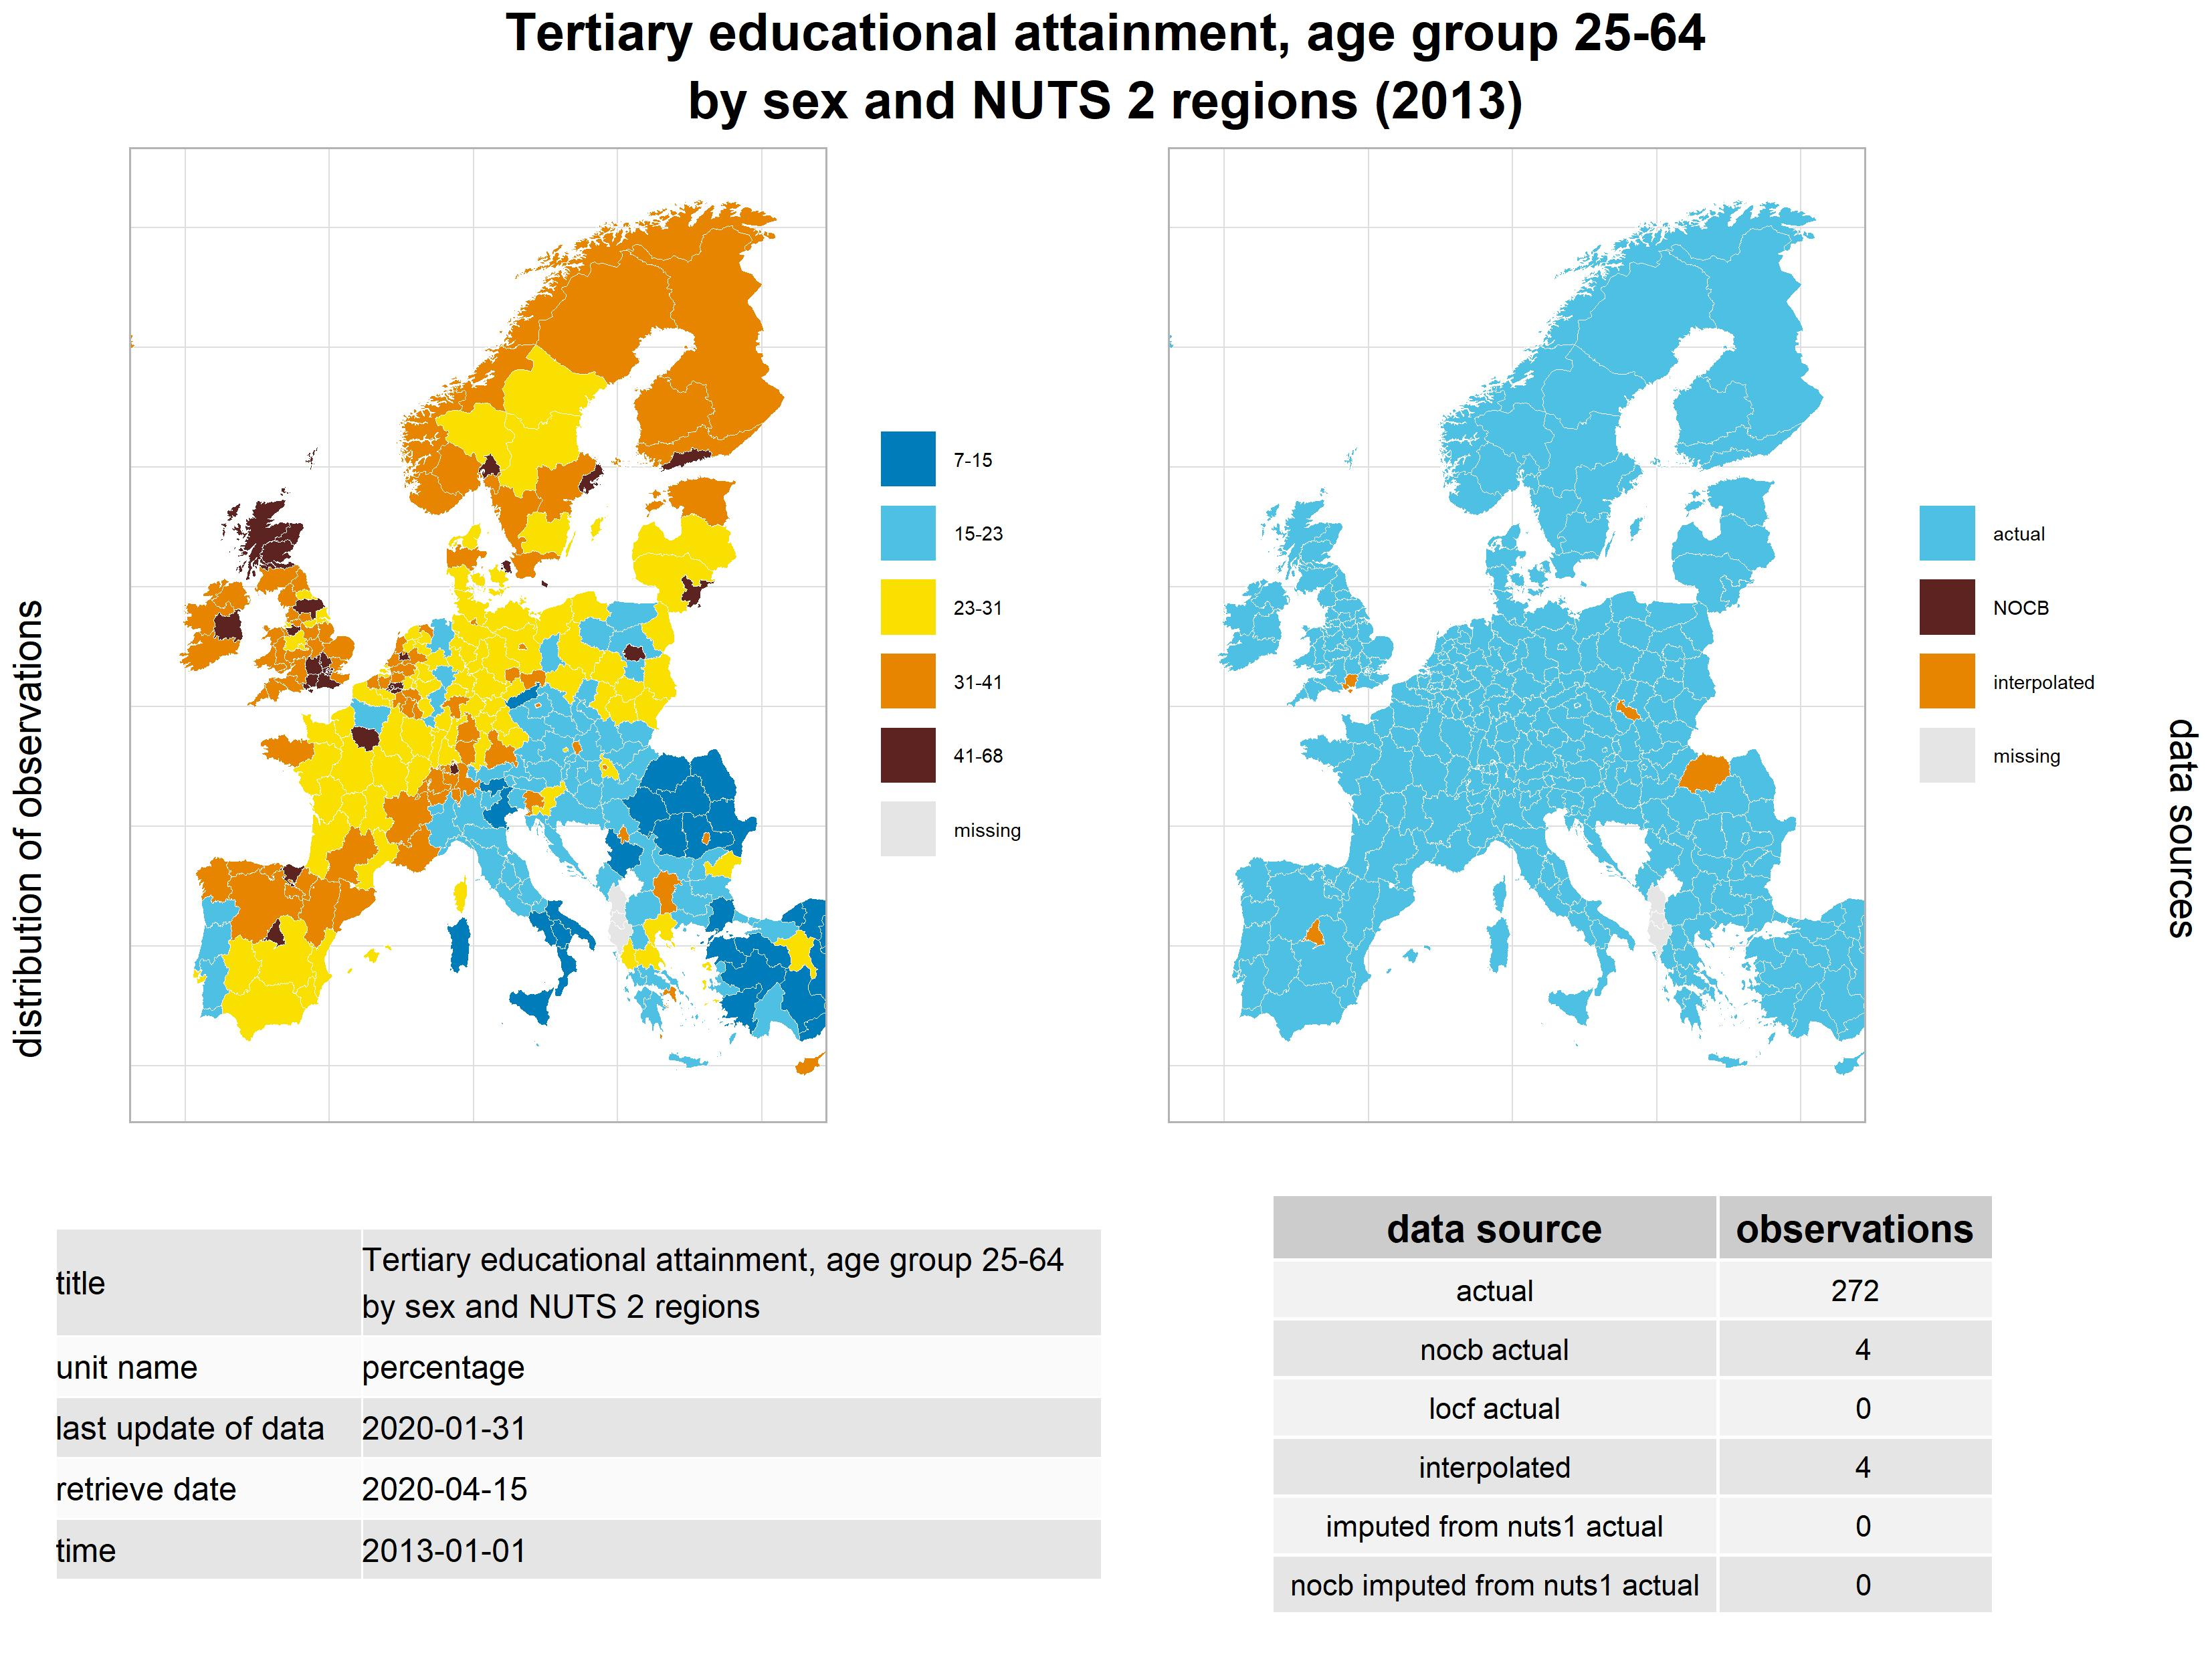 Tertiary educational attainment, age group 25-64
by sex and NUTS 2 regions (2013)
distribution of observations
7-15
15-23
23-31
31-41
41-68
missing
actual
NOCB
interpolated
missing
data sources
title
Tertiary educational attainment, age group 25-64
by sex and NUTS 2 regions
unit name percentage
last update of data 2020-01-31
retrieve date 2020-04-15
time 2013-01-01
data source observations
actual 272
nocb actual 4
locf actual 0
interpolated 4
imputed from nuts1 actual 0
nocb imputed from nuts1 actual 0